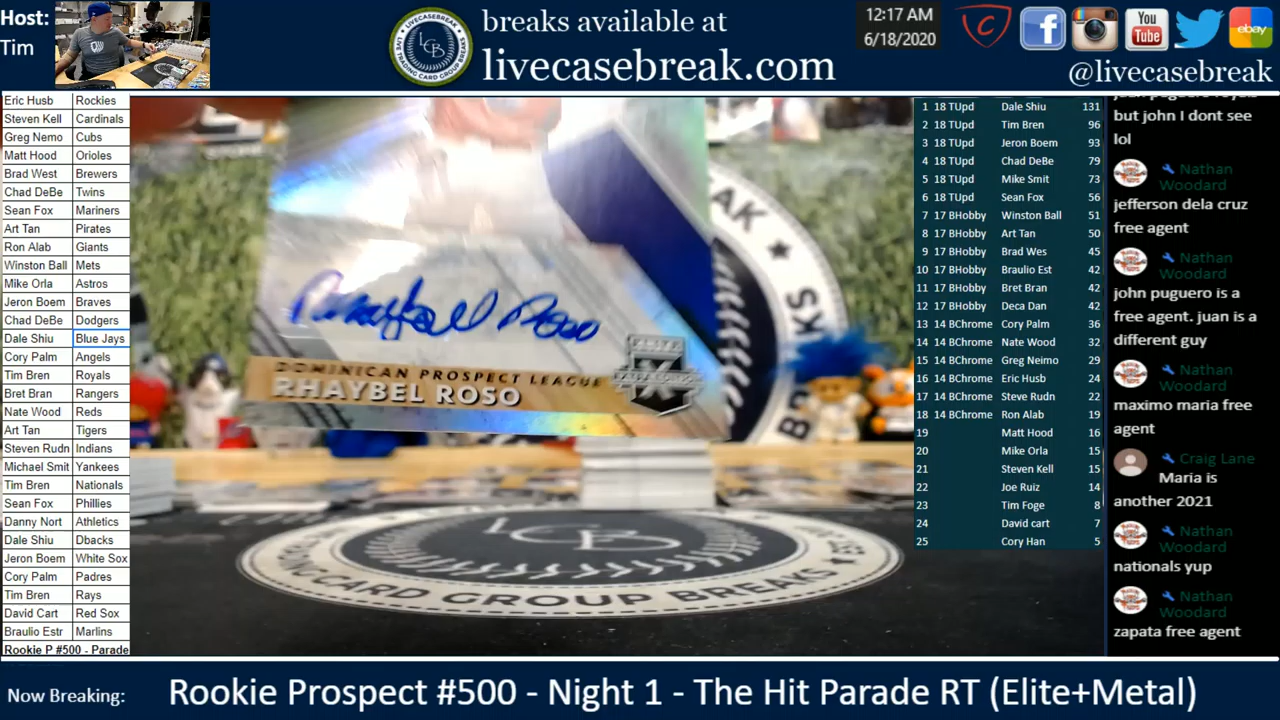 Host:
Tim
breaks available at
livecasebreak.com
12:17 AM
6/18/2020
You
Tube
ebay
@livecasebreak
LCB
Eric Husb Rockies
Steven Kell Cardinals
Greg Nemo Cubs
Matt Hood Orioles
Brad West Brewers
Chad DeBe Twins
Sean Fox Mariners
Art Tan Pirates
Ron Alab Giants
Winston Ball Mets
Mike Orla Astros
Jeron Boem Braves
Chad DeBe Dodgers
Dale Shiu Blue Jays
Cory Palm Angels
Tim Bren Royals
Bret Bran Rangers
Nate Wood Reds
Art Tan Tigers
Steven Rudn Indians
Michael Smit Yankees
Tim Bren Nationals
Sean Fox Phillies
Danny Nort Athletics
Dale Shiu Dbacks
Jeron Boem White Sox
Cory Palm Padres
Tim Bren Rays
David Cart Red Sox
Braulio Estr Marlins
Rookie P #500 - Parade
Rhaybel Roso
DOMINICAN PROSPECT LEAGUE
RHAYBEL ROSO
LCB
CARD GROUP BREAKS
1 18 TUpd Dale Shiu 131
2 18 TUpd Tim Bren 96
3 18 TUpd Jeron Boem 93
4 18 TUpd Chad DeBe 79
5 18 TUpd Mike Smit 73
6 18 TUpd Sean Fox 56
7 17 BHobby Winston Ball 51
8 17 BHobby Art Tan 50
9 17 BHobby Brad Wes 45
10 17 BHobby Braulio Est 42
11 17 BHobby Bret Bran 42
12 17 BHobby Deca Dan 42
13 14 BChrome Cory Palm 36
14 14 BChrome Nate Wood 32
15 14 BChrome Greg Neimo 29
16 14 BChrome Eric Husb 24
17 14 BChrome Steve Rudn 22
18 14 BChrome Ron Alab 19
19 Matt Hood 16
20 Mike Orla 15
21 Steven Kell 15
22 Joe Ruiz 14
23 Tim Foge 8
24 David cart 7
25 Cory Han 5
but john I dont see
lol
Nathan
Woodard
jefferson dela cruz
free agent
Nathan
Woodard
john puguero is a
free agent. juan is a
different guy
Nathan
Woodard
maximo maria free
agent
Craig Lane
Maria is
another 2021
Nathan
Woodard
nationals yup
Nathan
Woodard
zapata free agent
Now Breaking:
Rookie Prospect #500 - Night 1 - The Hit Parade RT (Elite+Metal)